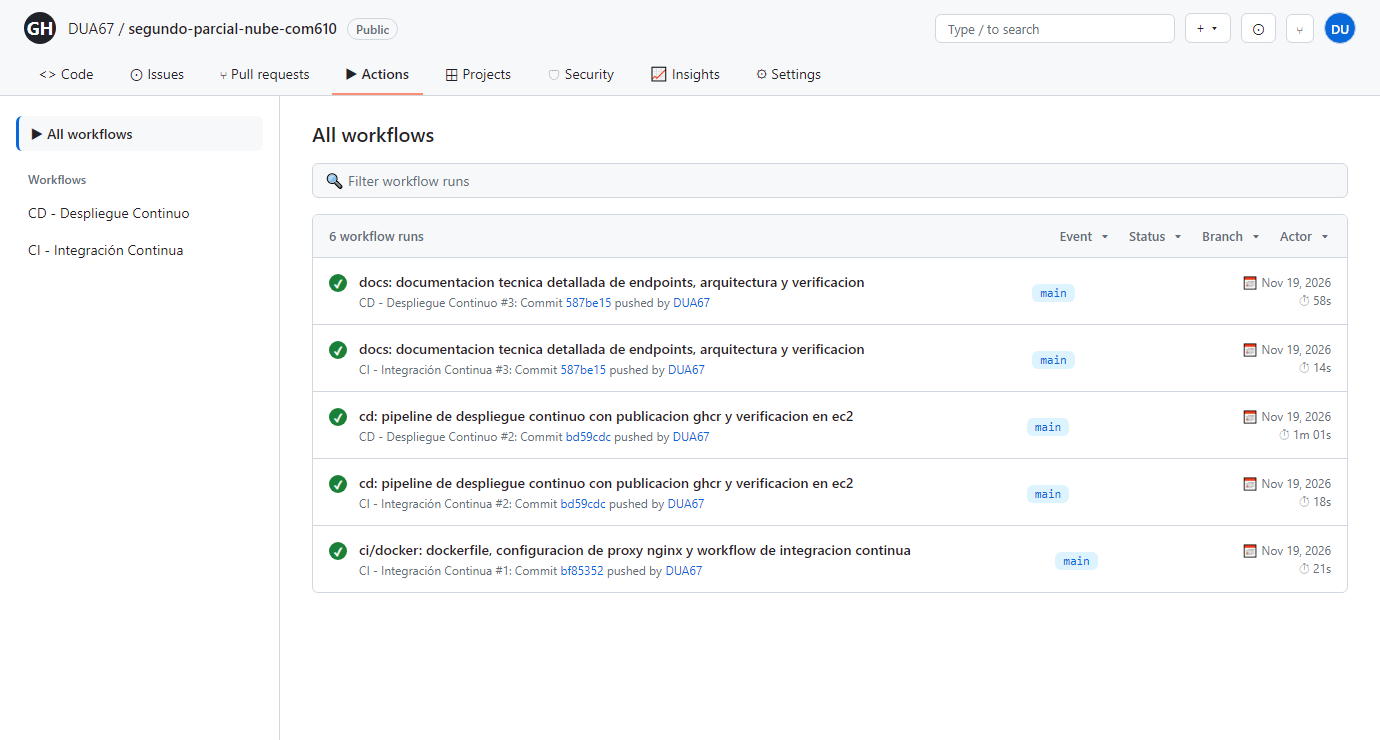 GH DUA67 / segundo-parcial-nube-com610 Public Type / to search + DU
<> Code Issues Pull requests Actions Projects Security Insights Settings
All workflows
Workflows
CD - Despliegue Continuo
CI - Integración Continua
All workflows
Filter workflow runs
6 workflow runs Event Status Branch Actor
docs: documentacion tecnica detallada de endpoints, arquitectura y verificacion
CD - Despliegue Continuo #3: Commit 587be15 pushed by DUA67
main
Nov 19, 2026
58s
docs: documentacion tecnica detallada de endpoints, arquitectura y verificacion
CI - Integración Continua #3: Commit 587be15 pushed by DUA67
main
Nov 19, 2026
14s
cd: pipeline de despliegue continuo con publicacion ghcr y verificacion en ec2
CD - Despliegue Continuo #2: Commit bd59cdc pushed by DUA67
main
Nov 19, 2026
1m 01s
cd: pipeline de despliegue continuo con publicacion ghcr y verificacion en ec2
CI - Integración Continua #2: Commit bd59cdc pushed by DUA67
main
Nov 19, 2026
18s
ci/docker: dockerfile, configuracion de proxy nginx y workflow de integracion continua
CI - Integración Continua #1: Commit bf85352 pushed by DUA67
main
Nov 19, 2026
21s